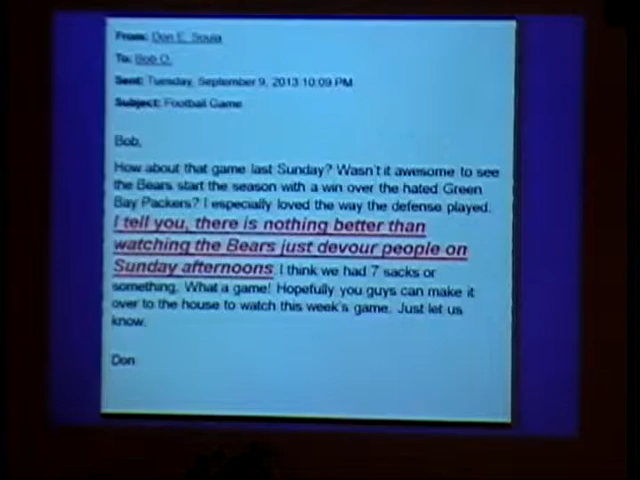 From: Don E. Souja
To: Bob O.
Sent: Tuesday, September 9, 2013 10:09 PM
Subject: Football Game
Bob,
How about that game last Sunday? Wasn't it awesome to see
the Bears start the season with a win over the hated Green
Bay Packers? I especially loved the way the defense played.
I tell you, there is nothing better than
watching the Bears just devour people on
Sunday afternoons. I think we had 7 sacks or
something. What a game! Hopefully you guys can make it
over to the house to watch this week's game. Just let us
know.
Don